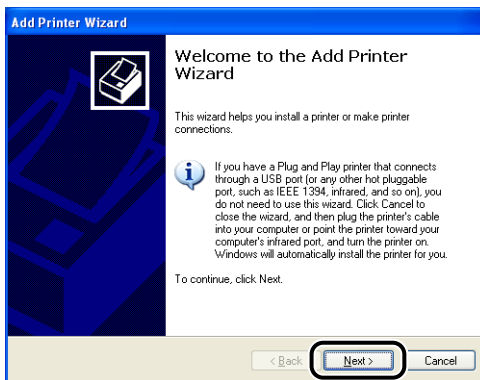 Add Printer Wizard
Welcome to the Add Printer
Wizard
This wizard helps you install a printer or make printer
connections.
If you have a Plug and Play printer that connects
through a USB port (or any other hot pluggable
port, such as IEEE 1394, infrared, and so on), you
do not need to use this wizard. Click Cancel to
close the wizard, and then plug the printer's cable
into your computer or point the printer toward your
computer's infrared port, and turn the printer on.
Windows will automatically install the printer for you.
To continue, click Next.
< Back
Next >
Cancel